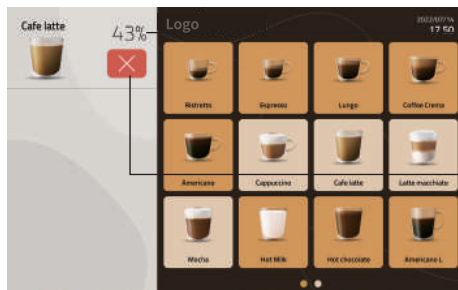 Cafe latte
43%
Logo
2022/07/14
17 50
Ristretto
Espresso
Lungo
Coffee Crema
Americano
Cappuccino
Cafe latte
Latte macchiato
Mocha
Hot Milk
Hot chocolate
Americano L